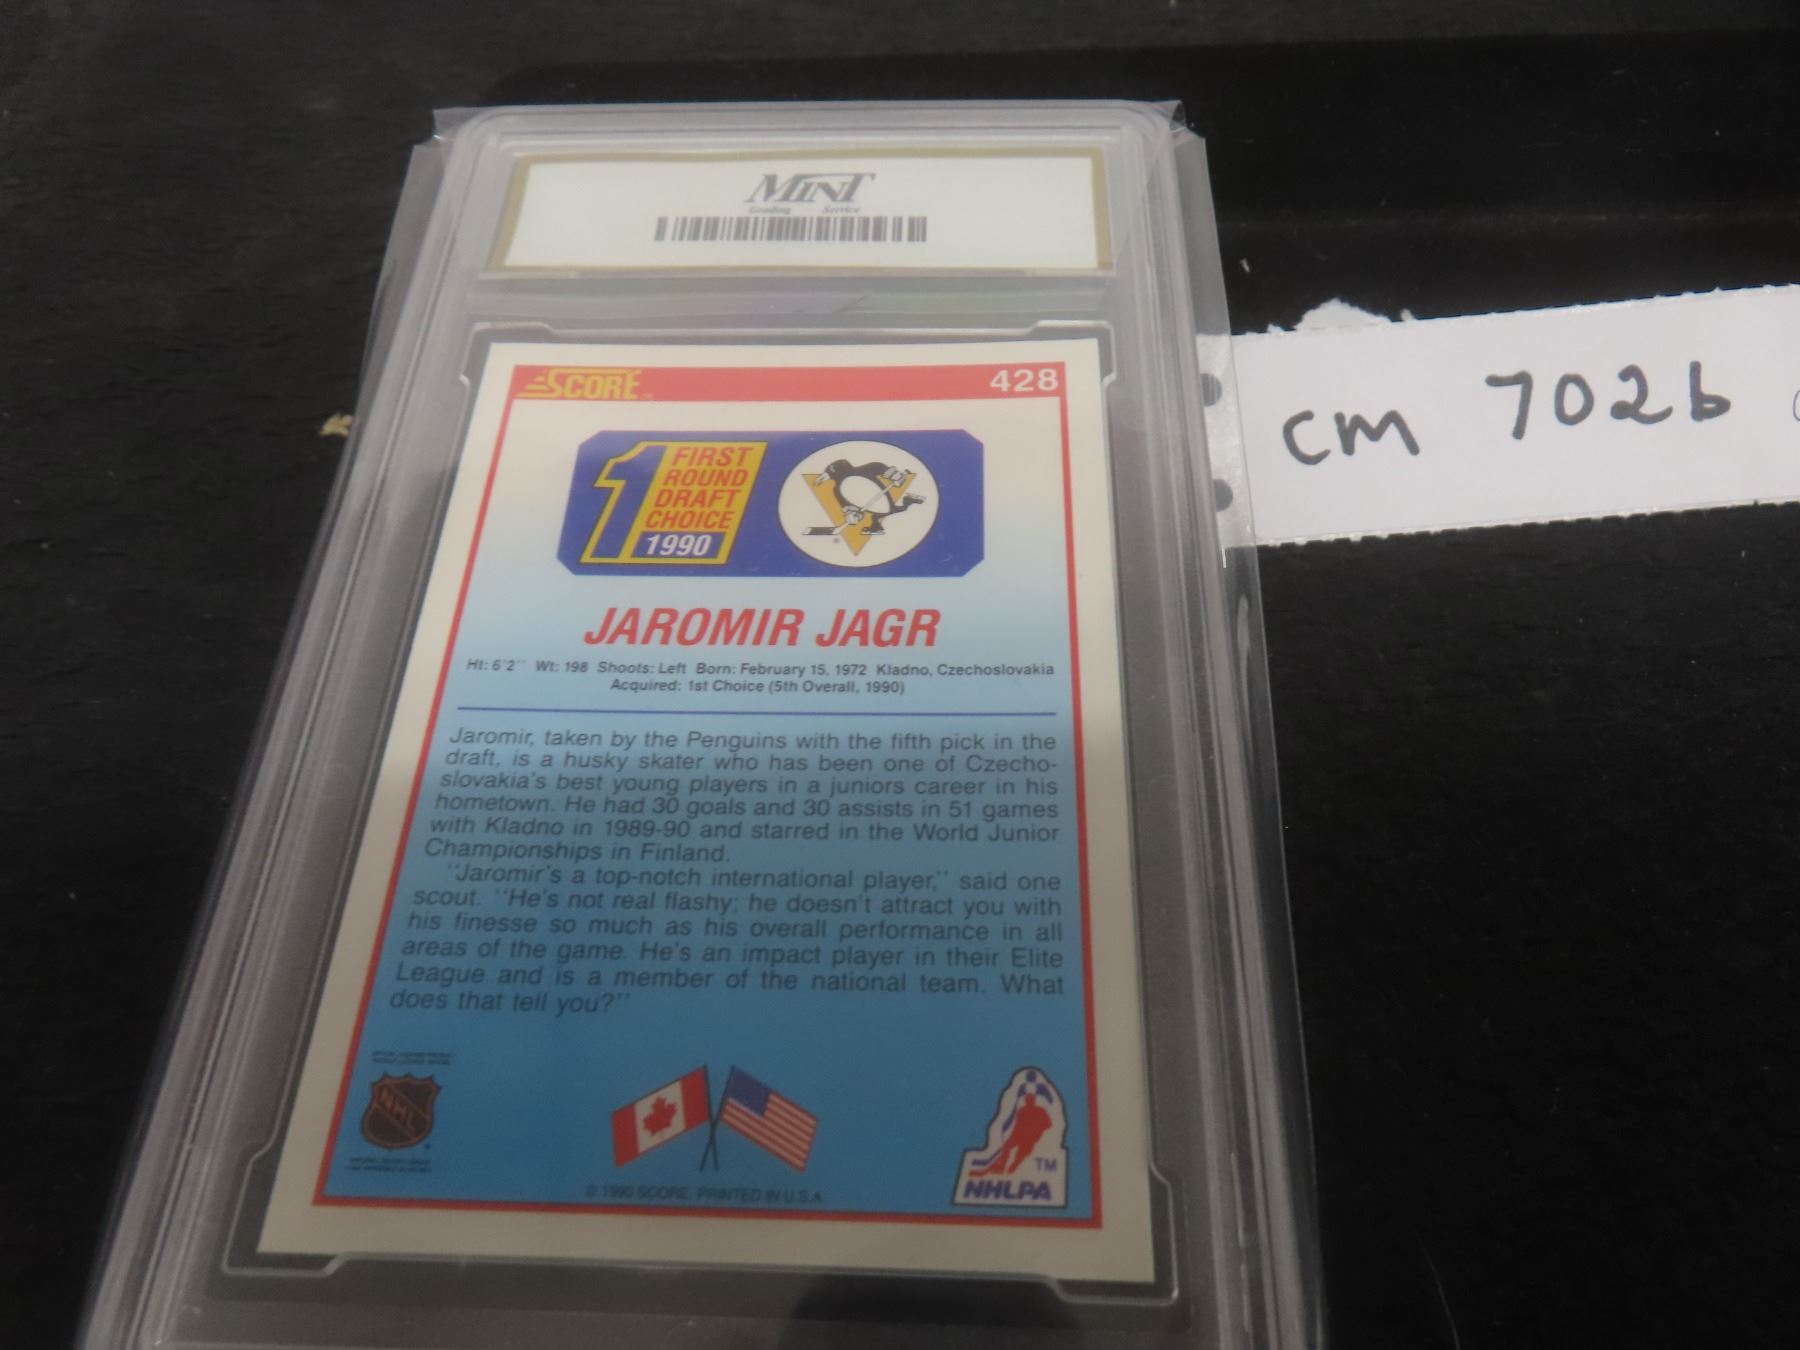 MINT
Grading Service
SCORE
428
1 FIRST
ROUND
DRAFT
CHOICE
1990
JAROMIR JAGR
Ht: 6'2" Wt: 198 Shoots: Left Born: February 15, 1972 Kladno, Czechoslovakia
Acquired: 1st Choice (5th Overall, 1990)
Jaromir, taken by the Penguins with the fifth pick in the
draft, is a husky skater who has been one of Czecho-
slovakia's best young players in a juniors career in his
hometown. He had 30 goals and 30 assists in 51 games
with Kladno in 1989-90 and starred in the World Junior
Championships in Finland.
"Jaromir's a top-notch international player," said one
scout. "He's not real flashy; he doesn't attract you with
his finesse so much as his overall performance in all
areas of the game. He's an impact player in their Elite
League and is a member of the national team. What
does that tell you?"
NHL
© 1990 SCORE, PRINTED IN U.S.A.
TM
NHLPA
CM 702b